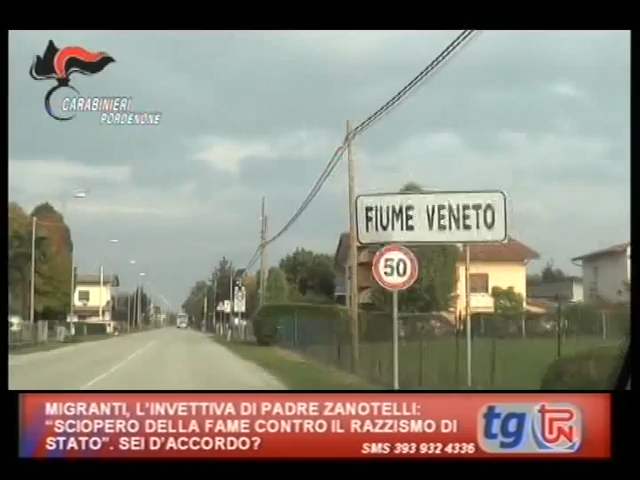 CARABINIERI
PORDENONE
FIUME VENETO
50
MIGRANTI, L'INVETTIVA DI PADRE ZANOTELLI:
"SCIOPERO DELLA FAME CONTRO IL RAZZISMO DI
STATO". SEI D'ACCORDO?
SMS 393 932 4336
tg TPN